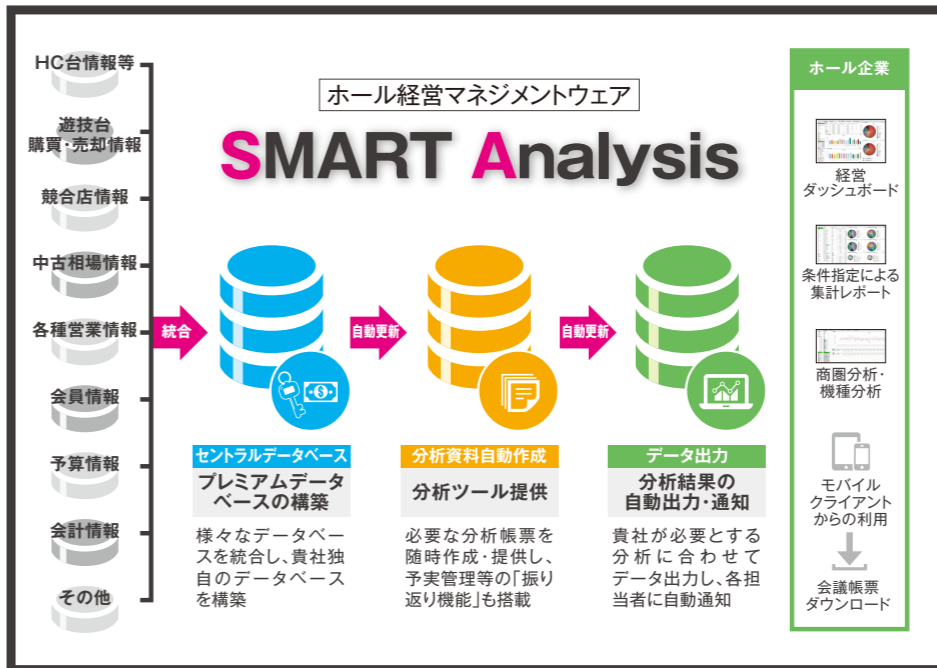 HC台情報等
遊技台
購買・売却情報
競合店情報
中古相場情報
各種営業情報
会員情報
予算情報
会計情報
その他
ホール経営マネジメントウェア
SMART Analysis
統合
自動更新
自動更新
セントラルデータベース
プレミアムデータ
ベースの構築
様々なデータベー
スを統合し、貴社独
自のデータベース
を構築
分析資料自動作成
分析ツール提供
必要な分析帳票を
随時作成・提供し、
予実管理等の「振り
返り機能」も搭載
データ出力
分析結果の
自動出力・通知
貴社が必要とする
分析に合わせて
データ出力し、各担
当者に自動通知
ホール企業
経営
ダッシュボード
条件指定による
集計レポート
商圏分析・
機種分析
モバイル
クライアント
からの利用
会議帳票
ダウンロード